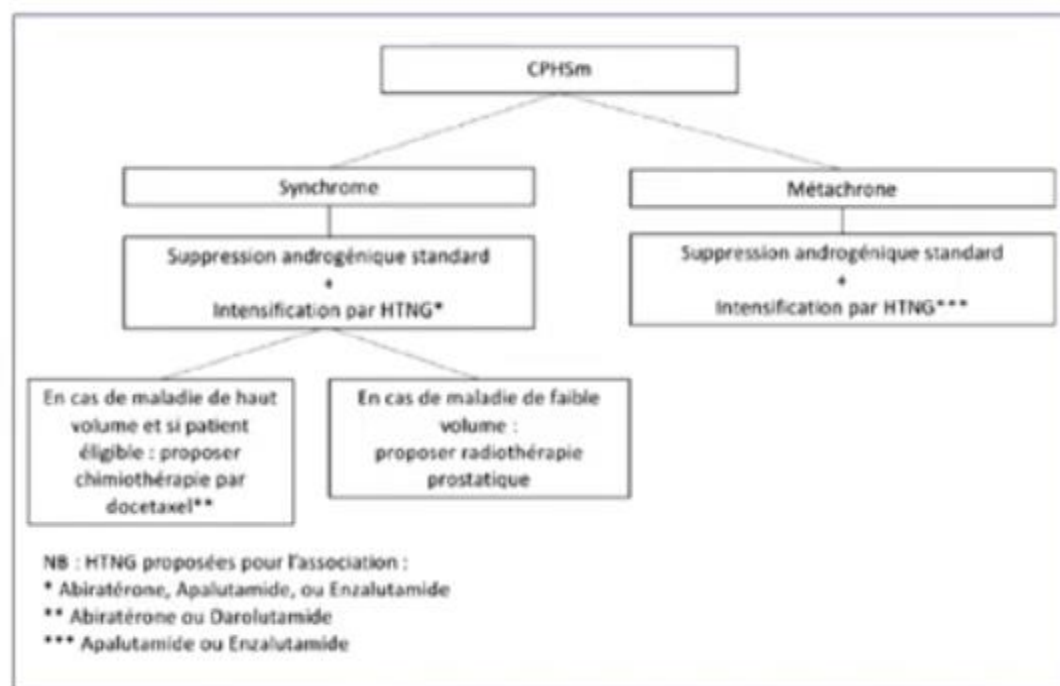 CPHSm
Synchrome
Métachrone
Suppression androgénique standard
+
Intensification par HTNG*
Suppression androgénique standard
+
Intensification par HTNG***
En cas de maladie de haut
volume et si patient
éligible : proposer
chimiothérapie par
docetaxel**
En cas de maladie de faible
volume :
proposer radiothérapie
prostatique
NB : HTNG proposées pour l'association :
* Abiratérone, Apalutamide, ou Enzalutamide
** Abiratérone ou Darolutamide
*** Apalutamide ou Enzalutamide